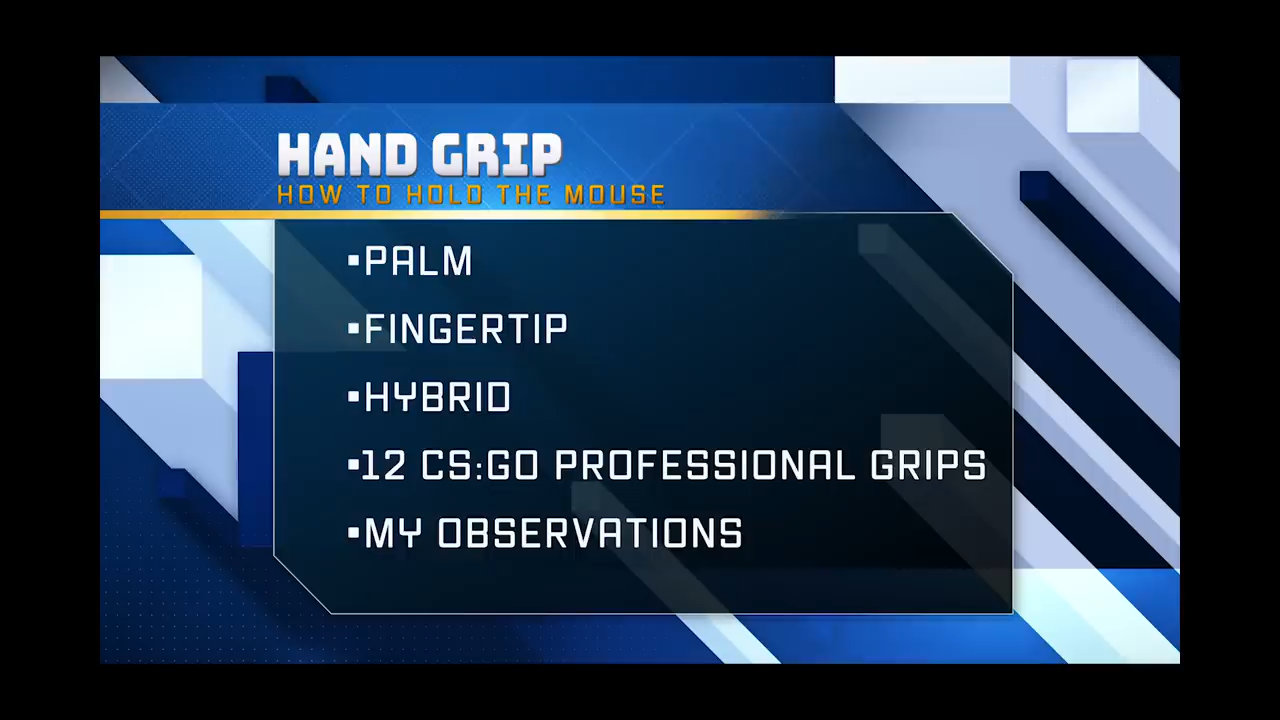 HAND GRIP
HOW TO HOLD THE MOUSE
▪PALM
▪FINGERTIP
▪HYBRID
▪12 CS:GO PROFESSIONAL GRIPS
▪MY OBSERVATIONS